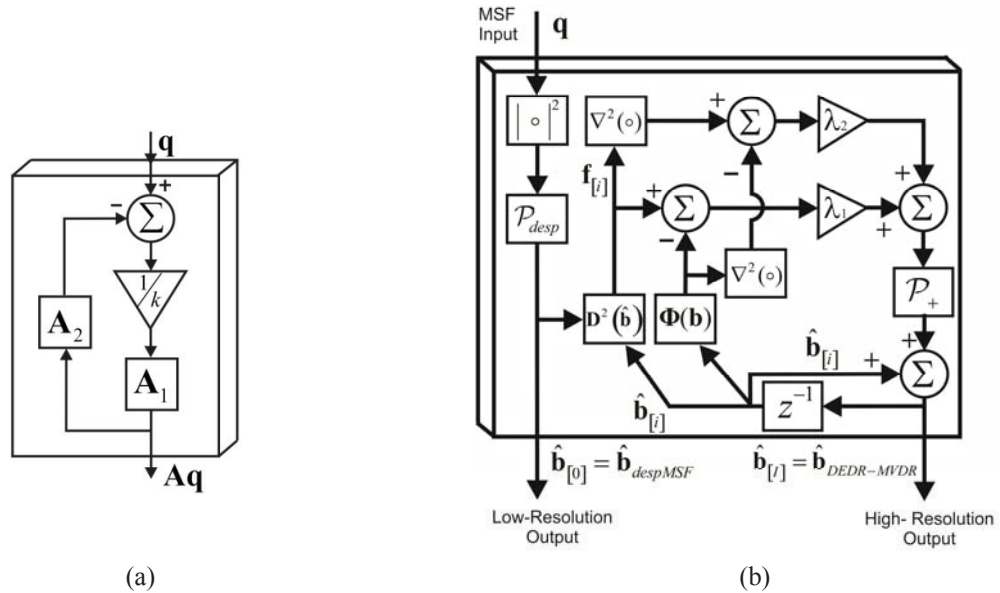 q
+
-
Σ
1/k
A₂
A₁
Aq
(a)
MSF
Input
q
|∘|²
∇²(∘)
+
Σ
λ₂
-
f[i]
+
+
Σ
λ₁
Σ
+
-
𝒫desp
∇²(∘)
𝒫₊
D²(b̂)
Φ(b)
+
b̂[i]
+
Σ
b̂[i]
z⁻¹
b̂[0] = b̂despMSF
b̂[I] = b̂DEDR−MVDR
Low-Resolution
Output
High- Resolution
Output
(b)